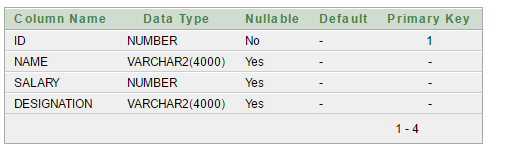 Column Name Data Type Nullable Default Primary Key
ID NUMBER No - 1
NAME VARCHAR2(4000) Yes - -
SALARY NUMBER Yes - -
DESIGNATION VARCHAR2(4000) Yes - -
1 - 4